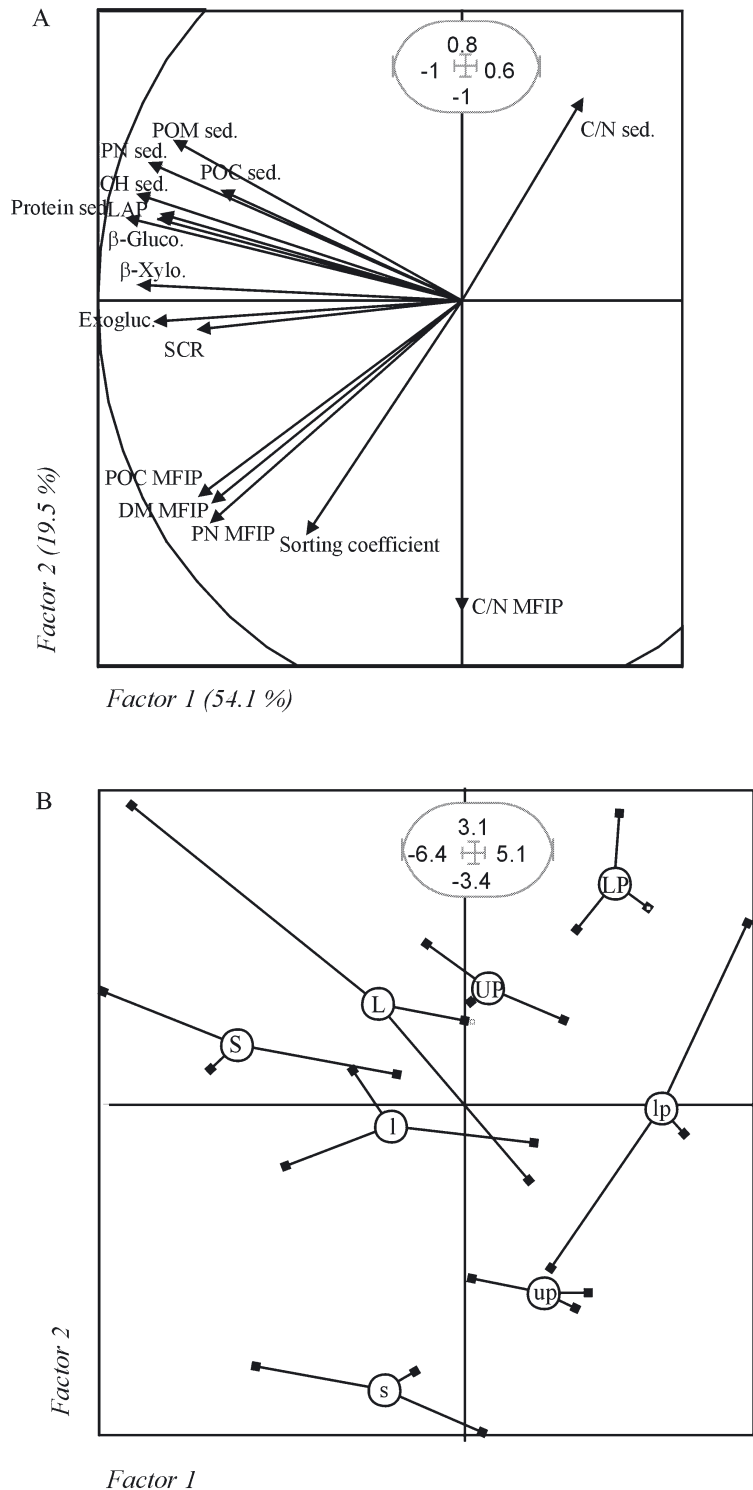 A
0.8
-1 0.6
-1
C/N sed.
POM sed.
PN sed.
POC sed.
CH sed.
Protein sed LAP
β-Gluco.
β-Xylo.
Exogluc.
SCR
POC MFIP
DM MFIP
PN MFIP
Sorting coefficient
C/N MFIP
Factor 2 (19.5 %)
Factor 1 (54.1 %)
B
3.1
-6.4 5.1
-3.4
LP
UP
L
S
lp
l
up
s
Factor 2
Factor 1